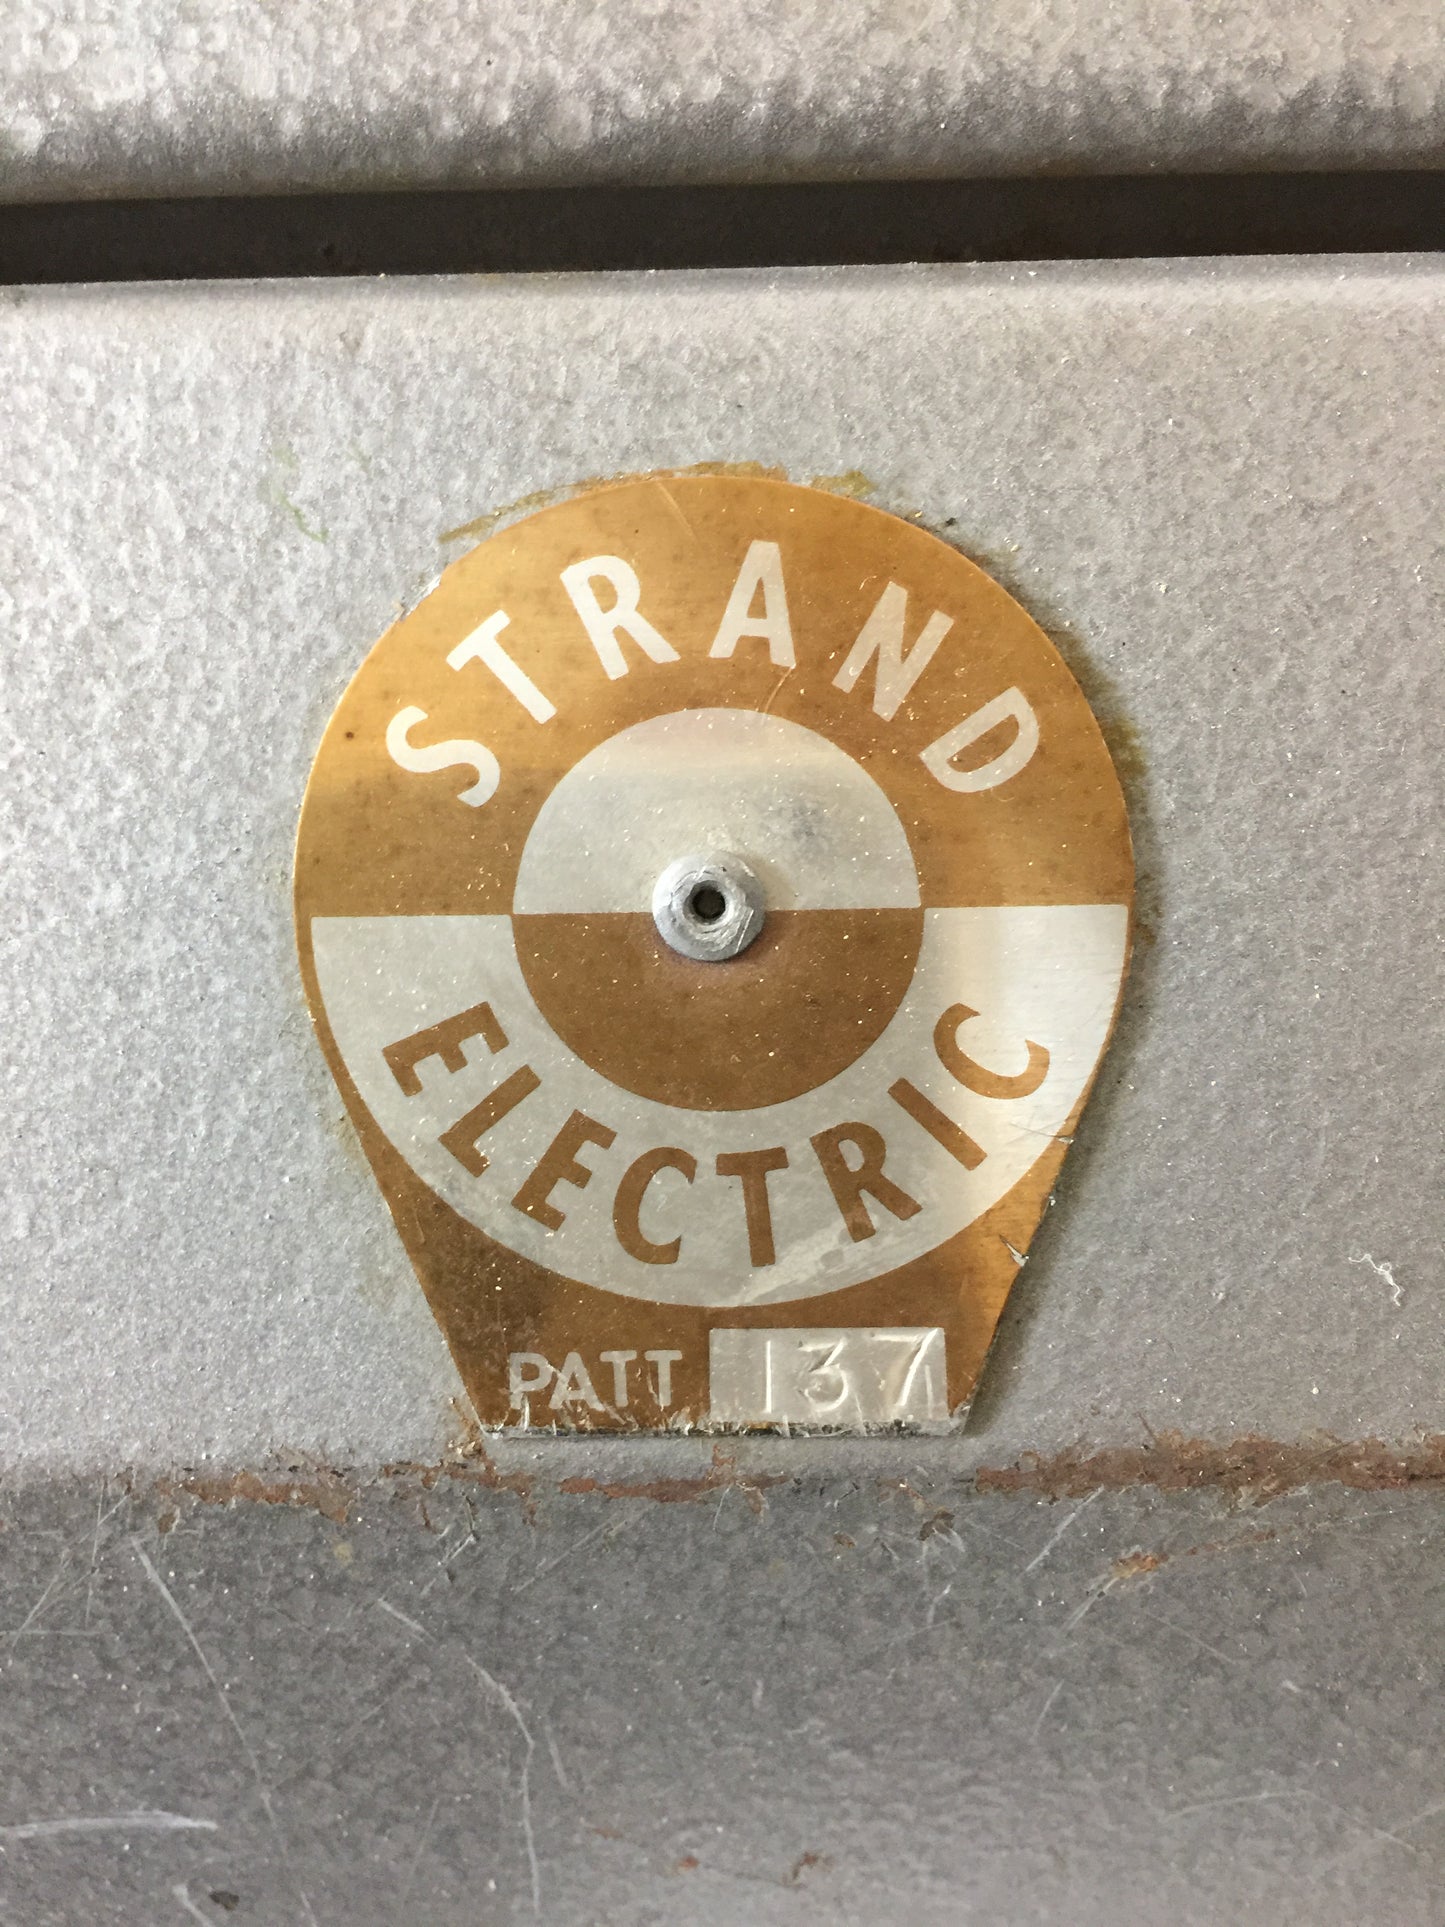 STRAND
ELECTRIC
PATT 137